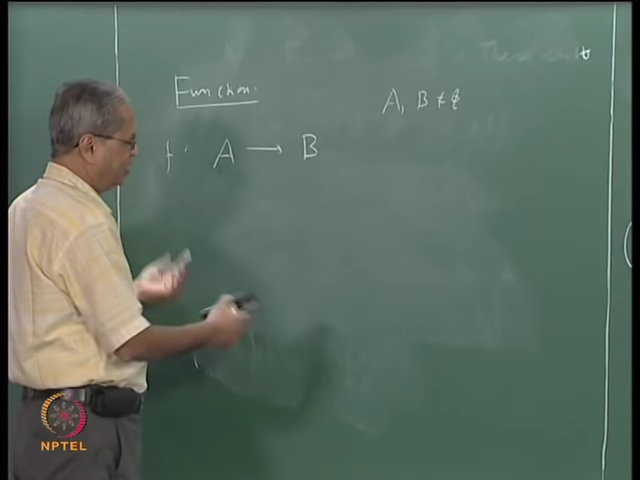 Function.
A, B ≠ φ
f: A → B
NPTEL